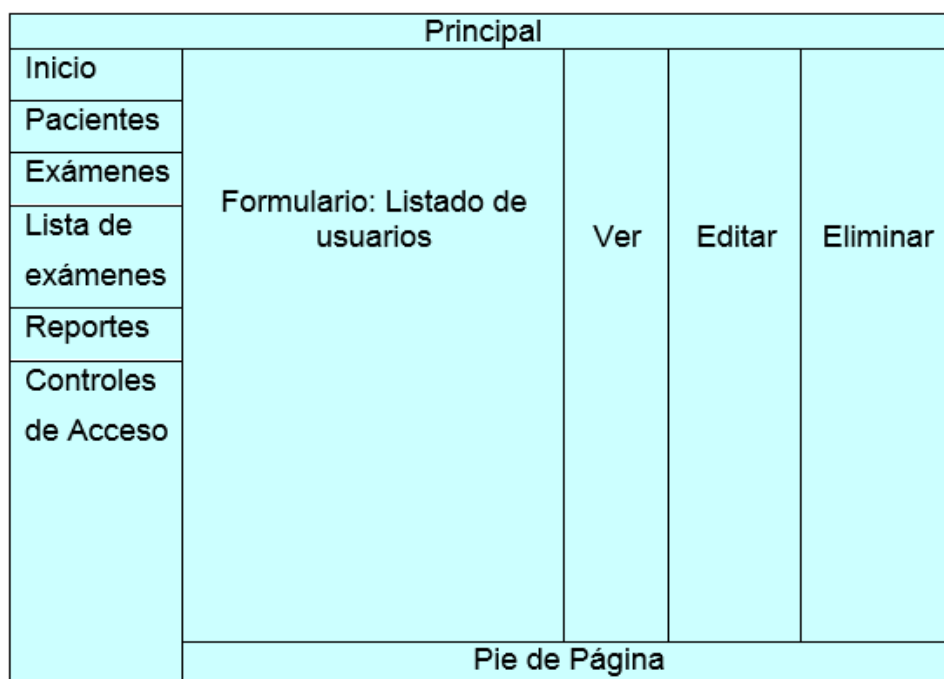 Principal
Inicio
Pacientes
Exámenes
Lista de
exámenes
Reportes
Controles
de Acceso
Formulario: Listado de
usuarios
Ver
Editar
Eliminar
Pie de Página